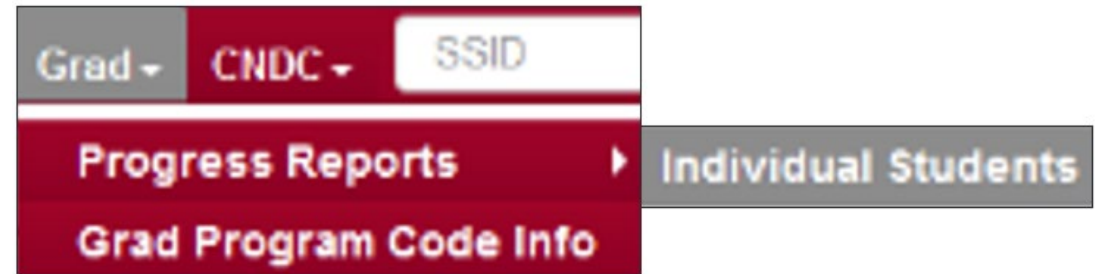 Grad CNDC SSID
Progress Reports Individual Students
Grad Program Code Info